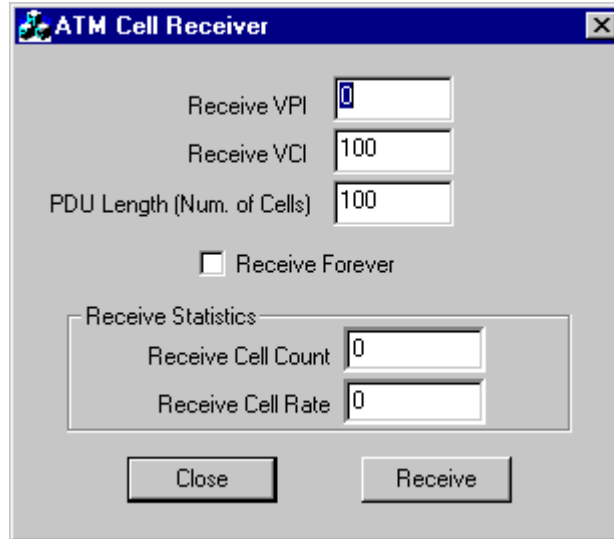 ATM Cell Receiver
Receive VPI 0
Receive VCI 100
PDU Length (Num. of Cells) 100
Receive Forever
Receive Statistics
Receive Cell Count 0
Receive Cell Rate 0
Close Receive